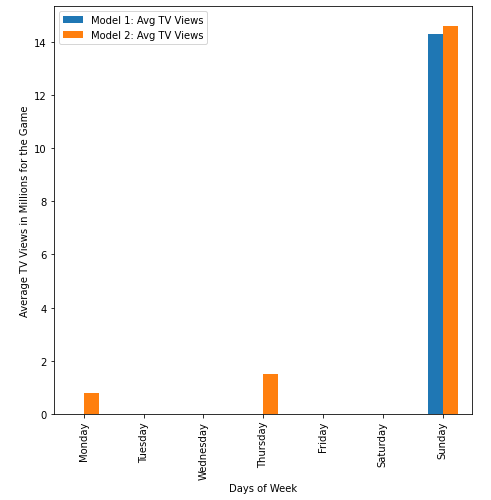 Model 1: Avg TV Views
Model 2: Avg TV Views
Average TV Views in Millions for the Game
14
12
10
8
6
4
2
0
Monday
Tuesday
Wednesday
Thursday
Friday
Saturday
Sunday
Days of Week